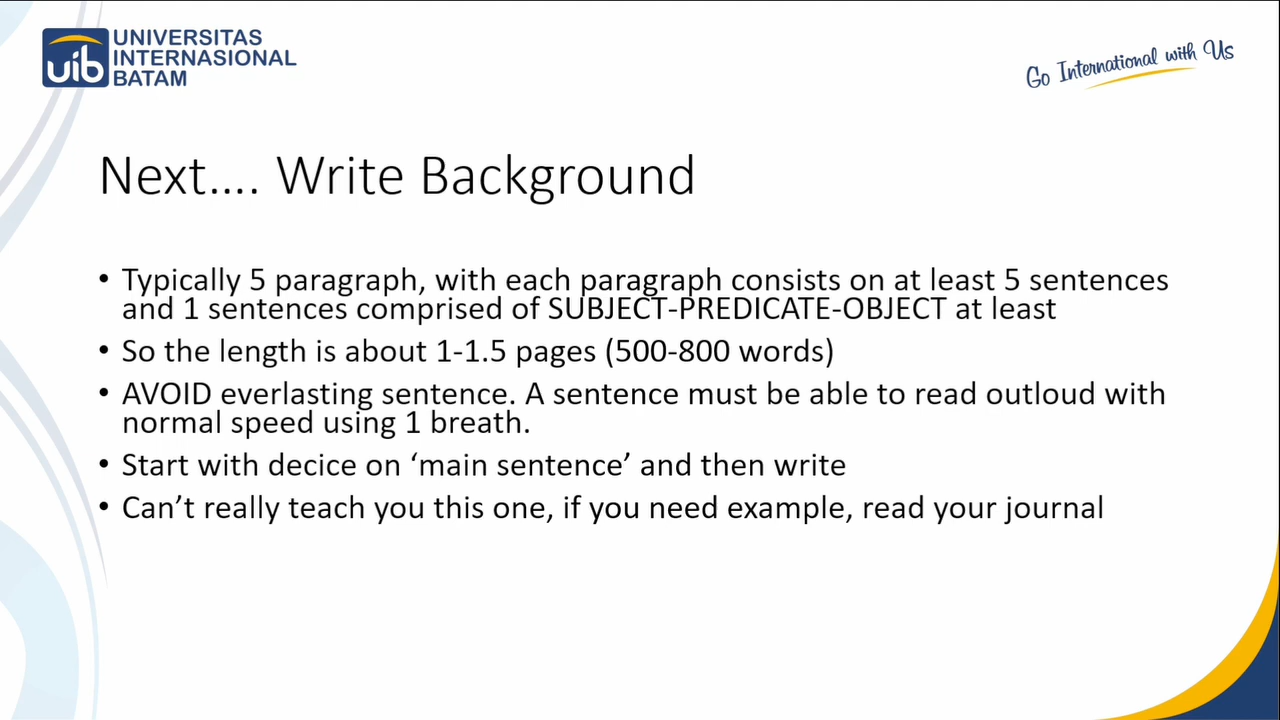 UNIVERSITAS
INTERNASIONAL
BATAM
uib
Go International with Us
Next.... Write Background
• Typically 5 paragraph, with each paragraph consists on at least 5 sentences
and 1 sentences comprised of SUBJECT-PREDICATE-OBJECT at least
• So the length is about 1-1.5 pages (500-800 words)
• AVOID everlasting sentence. A sentence must be able to read outloud with
normal speed using 1 breath.
• Start with decice on ‘main sentence’ and then write
• Can’t really teach you this one, if you need example, read your journal